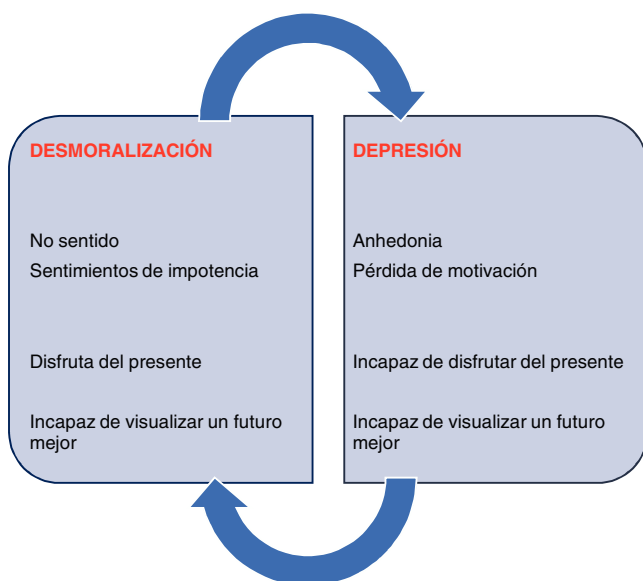 DESMORALIZACIÓN
No sentido
Sentimientos de impotencia
Disfruta del presente
Incapaz de visualizar un futuro
mejor
DEPRESIÓN
Anhedonia
Pérdida de motivación
Incapaz de disfrutar del presente
Incapaz de visualizar un futuro
mejor